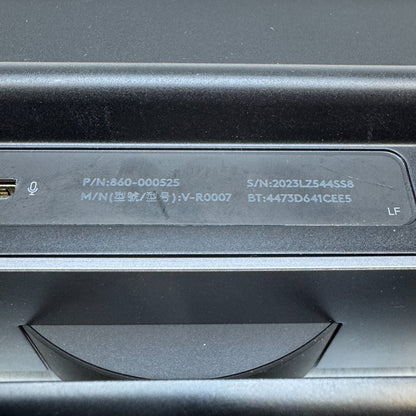 P/N:860-000525
M/N(型號/型号):V-R0007
S/N:2023LZ544SS8
BT:4473D641CEE5
LF